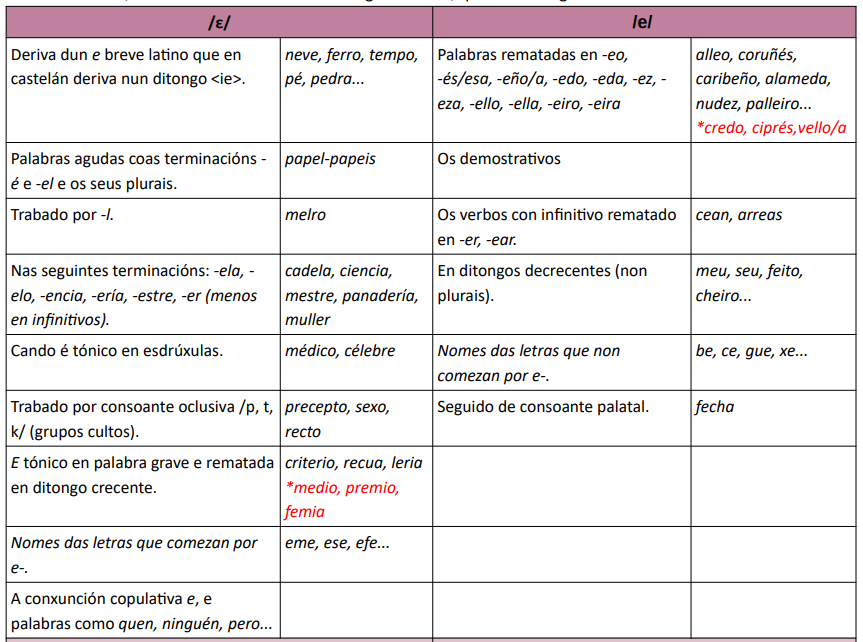 /ɛ/
/e/
Deriva dun e breve latino que en
castelán deriva nun ditongo <ie>.
neve, ferro, tempo,
pé, pedra...
Palabras rematadas en -eo,
-és/esa, -eño/a, -edo, -eda, -ez, -
eza, -ello, -ella, -eiro, -eira
alleo, coruñés,
caribeño, alameda,
nudez, palleiro...
*credo, ciprés,vello/a
Palabras agudas coas terminacións -
é e -el e os seus plurais.
papel-papeis
Os demostrativos
Trabado por -l.
melro
Os verbos con infinitivo rematado
en -er, -ear.
cean, arreas
Nas seguintes terminacións: -ela, -
elo, -encia, -ería, -estre, -er (menos
en infinitivos).
cadela, ciencia,
mestre, panadería,
muller
En ditongos decrecentes (non
plurais).
meu, seu, feito,
cheiro...
Cando é tónico en esdrúxulas.
médico, célebre
Nomes das letras que non
comezan por e-.
be, ce, gue, xe...
Trabado por consoante oclusiva /p, t,
k/ (grupos cultos).
precepto, sexo,
recto
Seguido de consoante palatal.
fecha
E tónico en palabra grave e rematada
en ditongo crecente.
criterio, recua, leria
*medio, premio,
femia
Nomes das letras que comezan por
e-.
eme, ese, efe...
A conxunción copulativa e, e
palabras como quen, ninguén, pero...